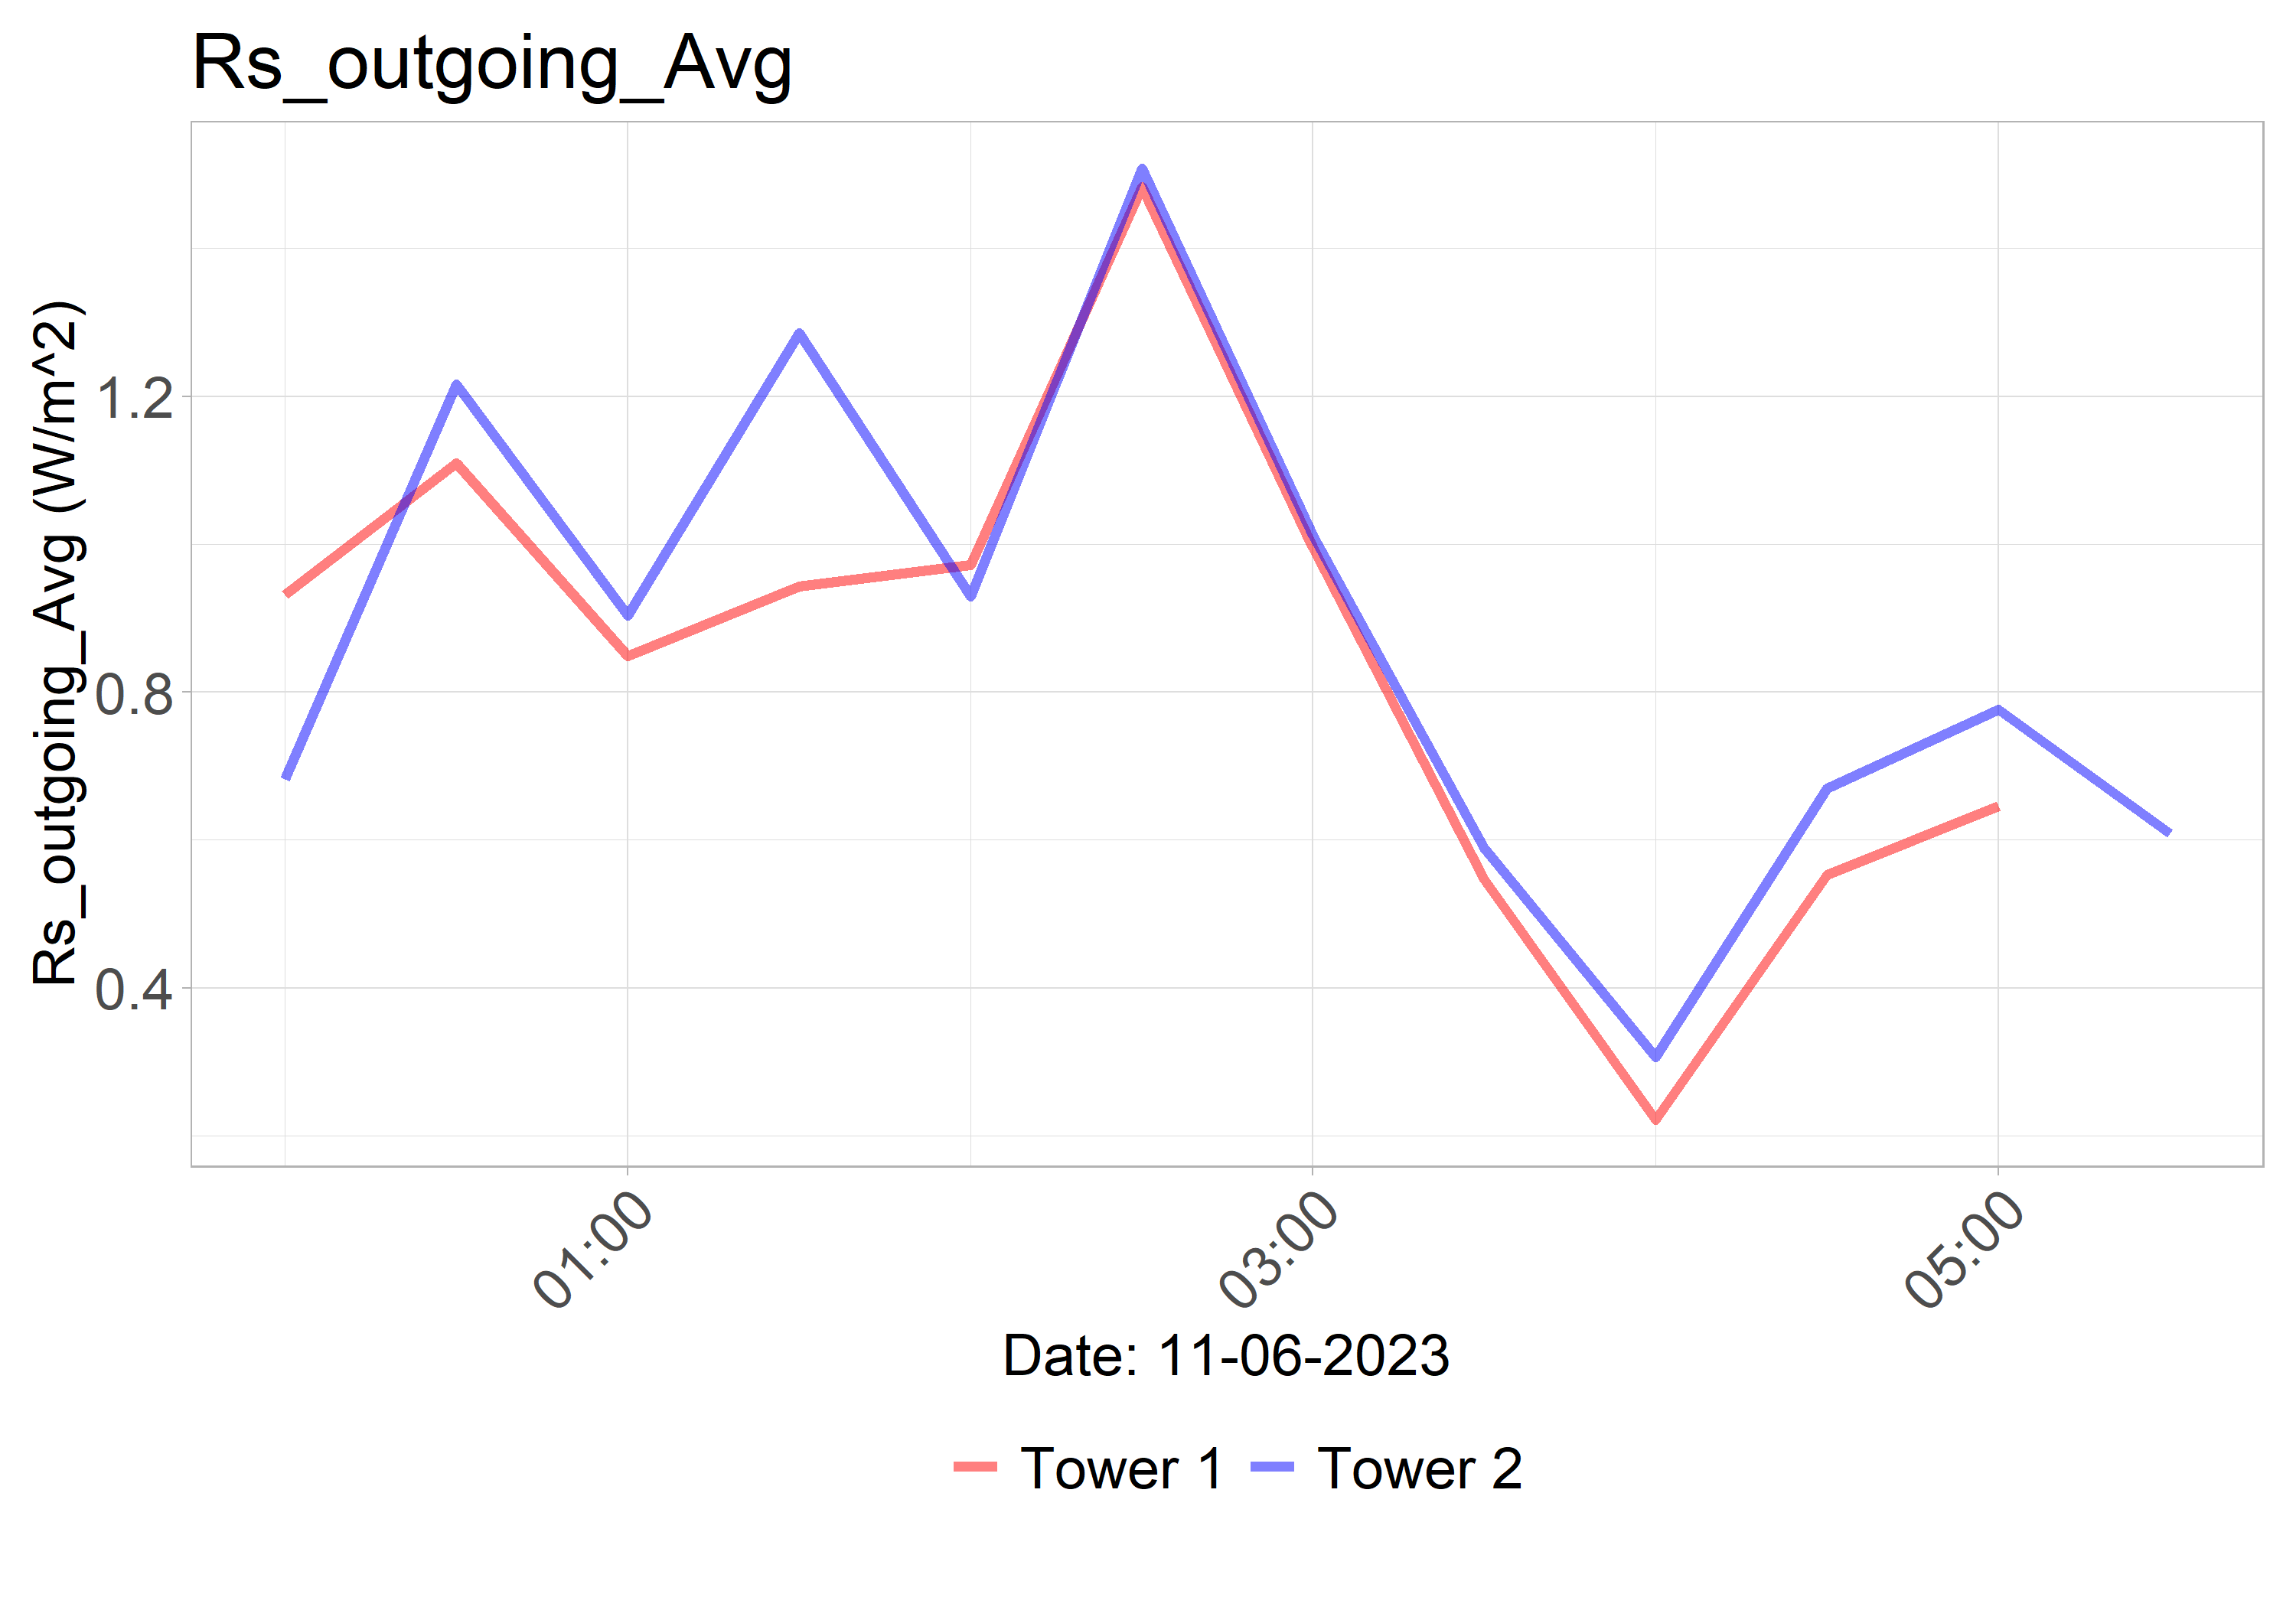 Rs_outgoing_Avg
Rs_outgoing_Avg (W/m^2)
1.2
0.8
0.4
01:00
03:00
05:00
Date: 11-06-2023
Tower 1
Tower 2